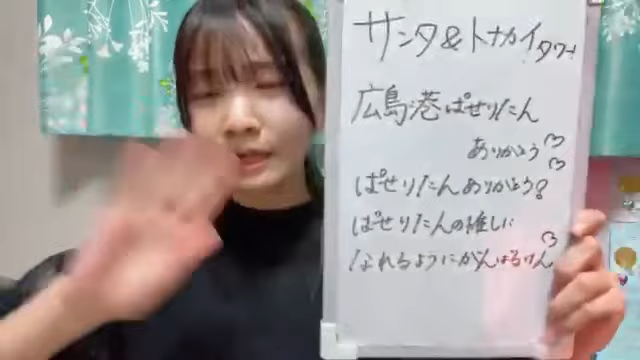 サンタ&トナカイタワー
広島港ぱせりたん
ありがとう♡
ぱせりたんありがとう?♡
ぱせりたんの推しに
なれるようにがんばるけん♡